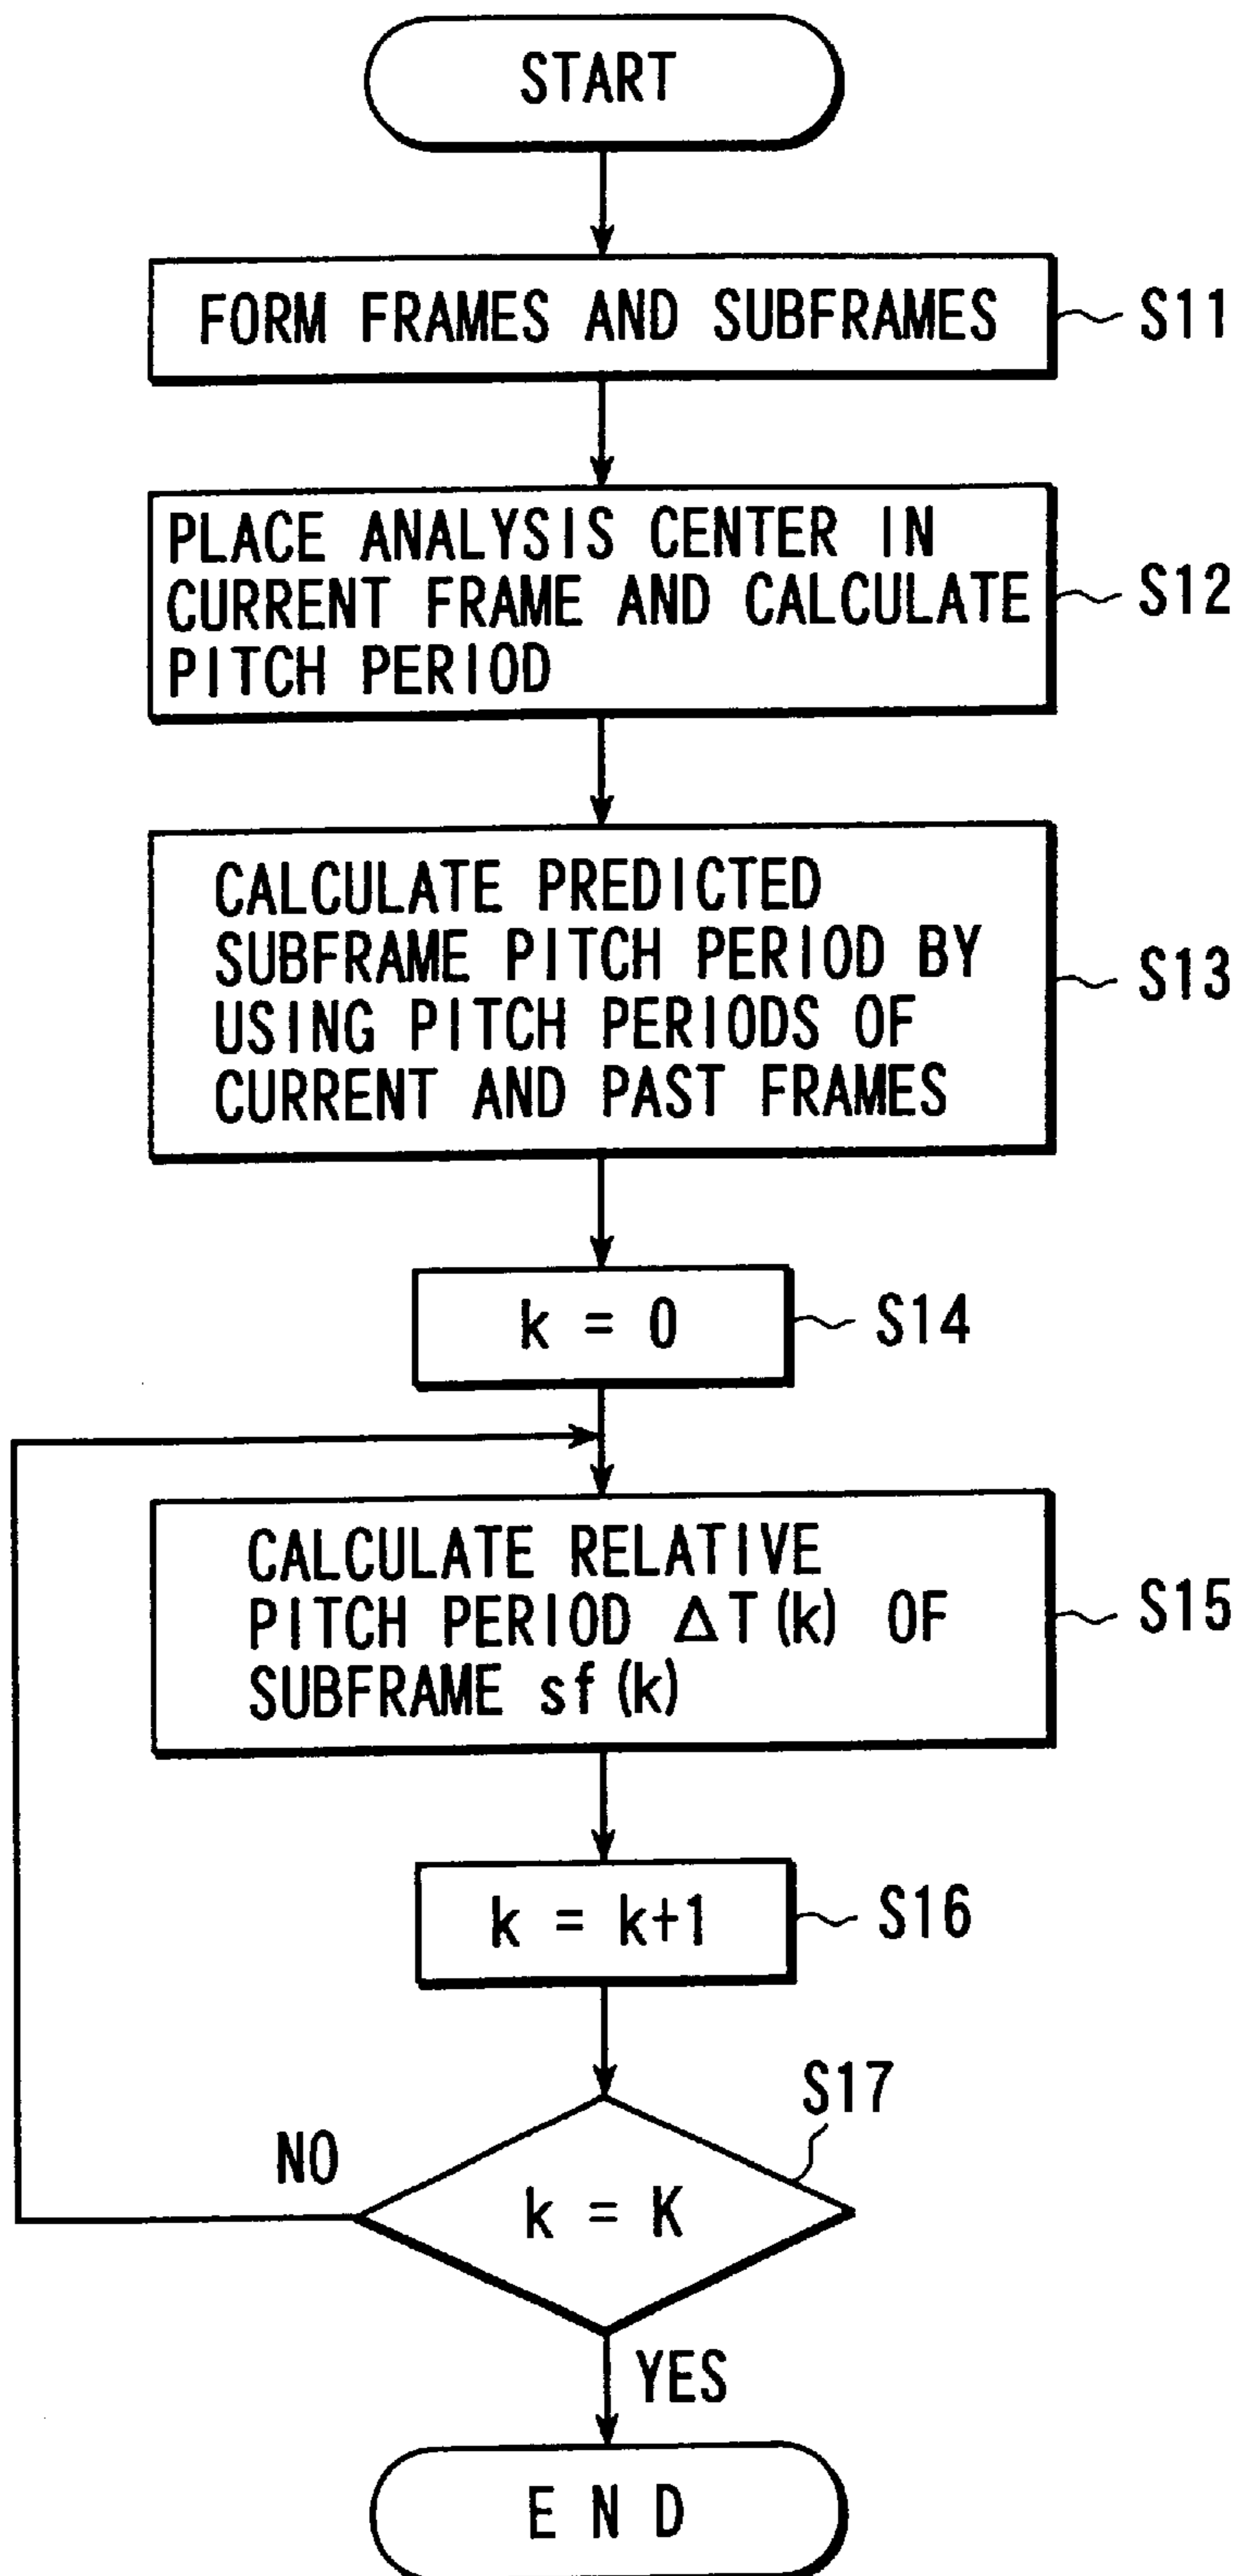 START
FORM FRAMES AND SUBFRAMES
S11
PLACE ANALYSIS CENTER IN
CURRENT FRAME AND CALCULATE
PITCH PERIOD
S12
CALCULATE PREDICTED
SUBFRAME PITCH PERIOD BY
USING PITCH PERIODS OF
CURRENT AND PAST FRAMES
S13
k = 0
S14
CALCULATE RELATIVE
PITCH PERIOD ΔT(k) OF
SUBFRAME sf(k)
S15
k = k+1
S16
S17
NO
k = K
YES
END